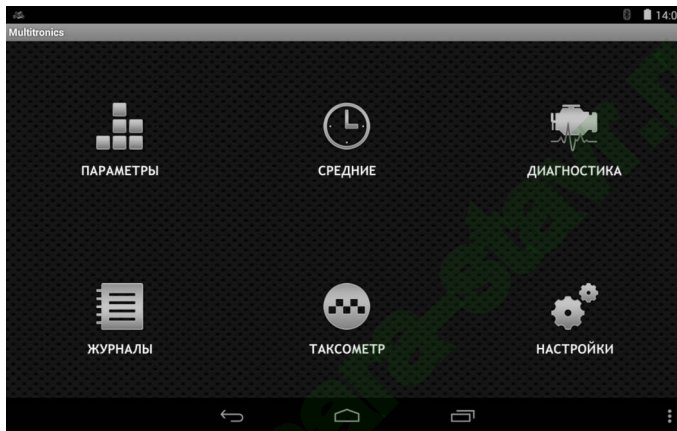 14:0
Multitronics
ПАРАМЕТРЫ
СРЕДНИЕ
ДИАГНОСТИКА
ЖУРНАЛЫ
ТАКСОМЕТР
НАСТРОЙКИ